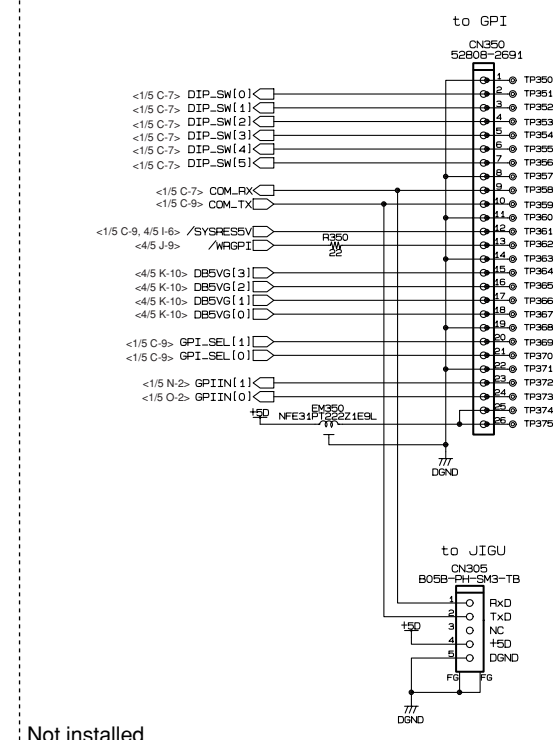 to GPI
CN350
52808-2691
1 TP350
<1/5 C-7> DIP_SW[0] 2 TP351
<1/5 C-7> DIP_SW[1] 3 TP352
<1/5 C-7> DIP_SW[2] 4 TP353
<1/5 C-7> DIP_SW[3] 5 TP354
<1/5 C-7> DIP_SW[4] 6 TP355
<1/5 C-7> DIP_SW[5] 7 TP356
8 TP357
<1/5 C-7> COM_RX 9 TP358
<1/5 C-9> COM_TX 10 TP359
11 TP360
<1/5 C-9, 4/5 I-6> /SYSRES5V 12 TP361
<4/5 J-9> /WRGPI R350 22 13 TP362
14 TP363
<4/5 K-10> DB5VG[3] 15 TP364
<4/5 K-10> DB5VG[2] 16 TP365
<4/5 K-10> DB5VG[1] 17 TP366
<4/5 K-10> DB5VG[0] 18 TP367
19 TP368
<1/5 C-9> GPI_SEL[1] 20 TP369
<1/5 C-9> GPI_SEL[0] 21 TP370
22 TP371
<1/5 N-2> GPIIN[1] 23 TP372
<1/5 O-2> GPIIN[0] 24 TP373
+5D EM350 25 TP374
NFE31PT222Z1E9L 26 TP375
DGND
to JIGU
CN305
B05B-PH-SM3-TB
1 RxD
2 TxD
+5D 3 NC
4 +5D
5 DGND
FG FG
DGND
Not installed